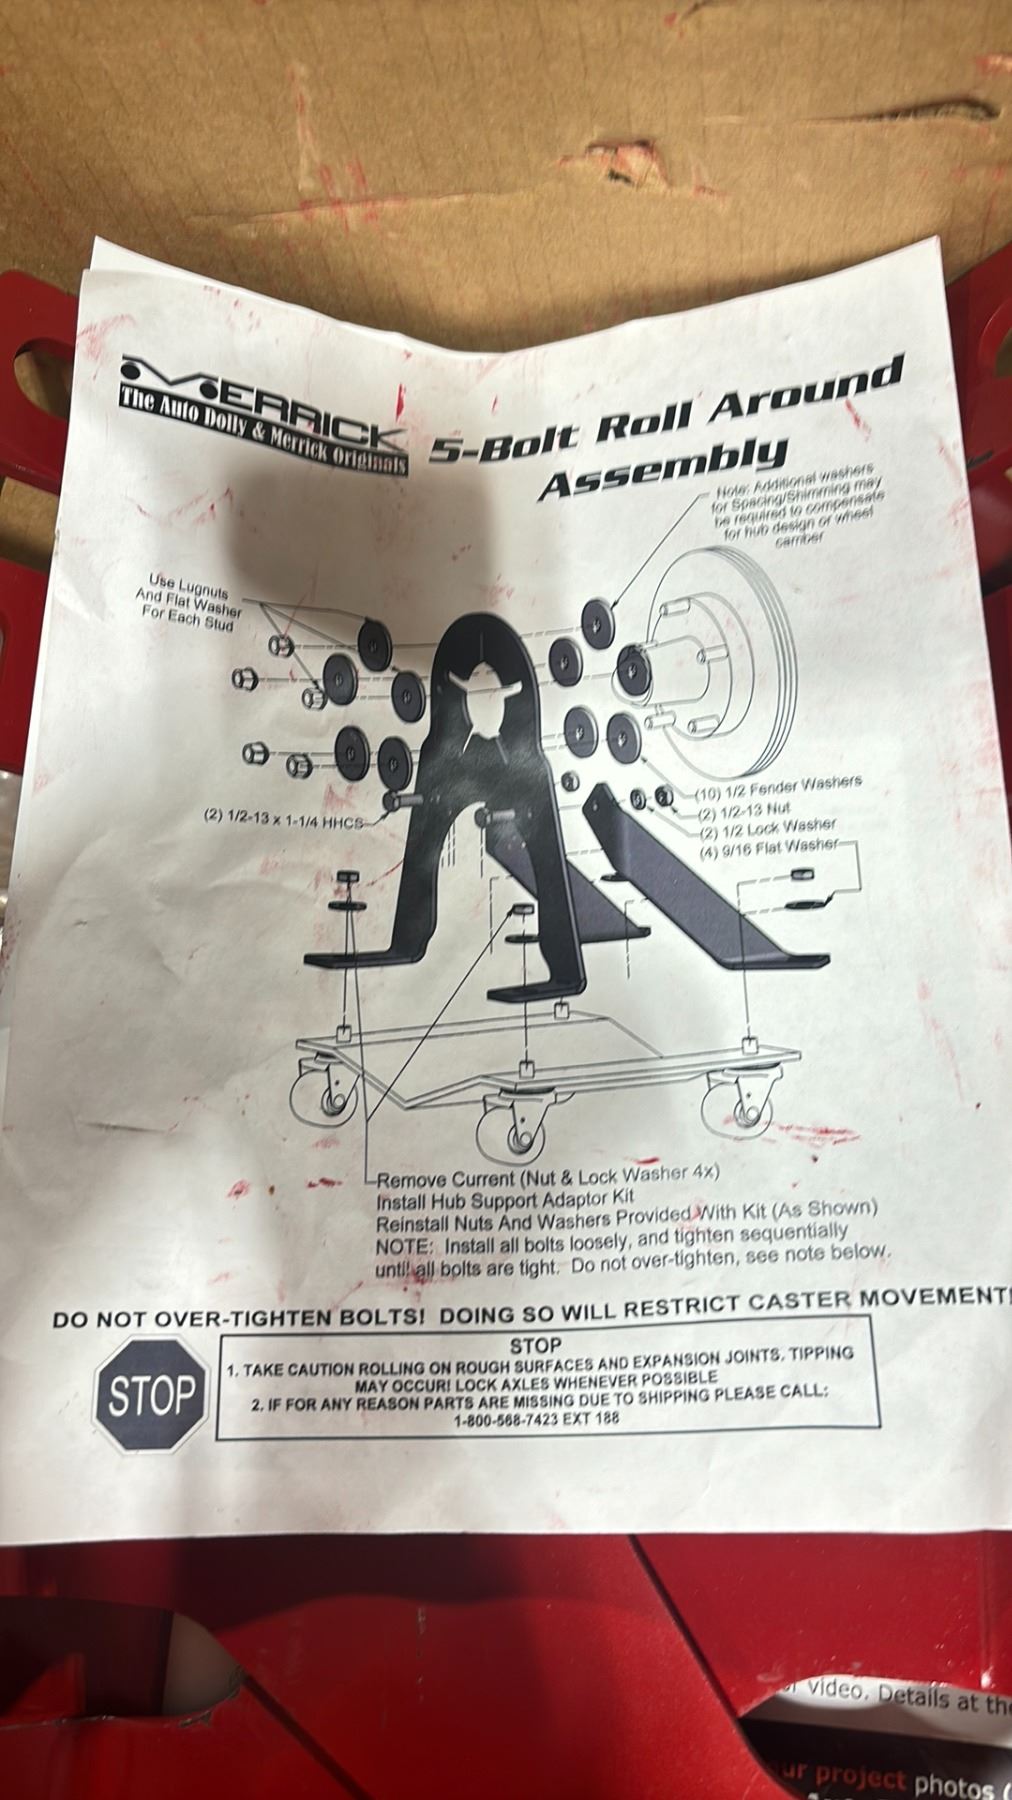 MERRICK
The Auto Dolly & Merrick Originals
5-Bolt Roll Around
Assembly
Note: Additional washers
for Spacing/Shimming may
be required to compensate
for hub design or wheel
camber
Use Lugnuts
And Flat Washer
For Each Stud
(2) 1/2-13 x 1-1/4 HHCS
(10) 1/2 Fender Washers
(2) 1/2-13 Nut
(2) 1/2 Lock Washer
(4) 9/16 Flat Washer
Remove Current (Nut & Lock Washer 4x)
Install Hub Support Adaptor Kit
Reinstall Nuts And Washers Provided With Kit (As Shown)
NOTE: Install all bolts loosely, and tighten sequentially
until all bolts are tight. Do not over-tighten, see note below.
DO NOT OVER-TIGHTEN BOLTS! DOING SO WILL RESTRICT CASTER MOVEMENT!
STOP
STOP
1. TAKE CAUTION ROLLING ON ROUGH SURFACES AND EXPANSION JOINTS. TIPPING
MAY OCCUR! LOCK AXLES WHENEVER POSSIBLE
2. IF FOR ANY REASON PARTS ARE MISSING DUE TO SHIPPING PLEASE CALL:
1-800-568-7423 EXT 188
video. Details at the
project photos (